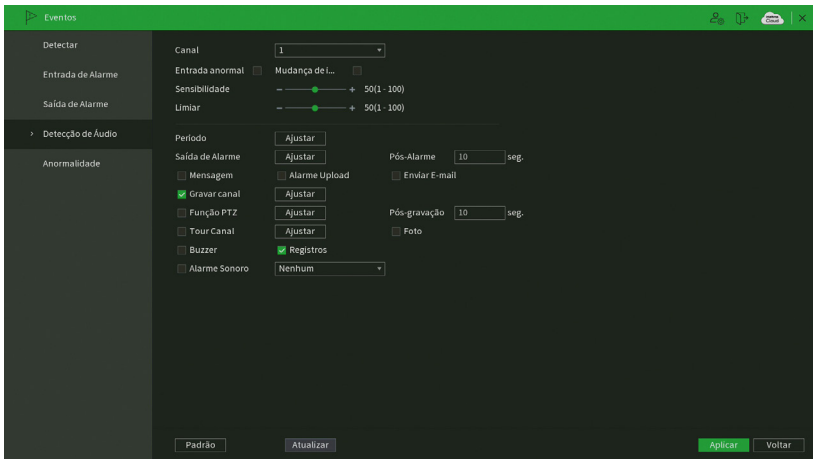 Eventos
Detectar
Entrada de Alarme
Saída de Alarme
Detecção de Áudio
Anormalidade
Canal 1
Entrada anormal Mudança de i...
Sensibilidade 50(1 - 100)
Limiar 50(1 - 100)
Período Ajustar
Saída de Alarme Ajustar Pós-Alarme 10 seg.
Mensagem Alarme Upload Enviar E-mail
Gravar canal Ajustar
Função PTZ Ajustar Pós-gravação 10 seg.
Tour Canal Ajustar Foto
Buzzer Registros
Alarme Sonoro Nenhum
Padrão Atualizar Aplicar Voltar